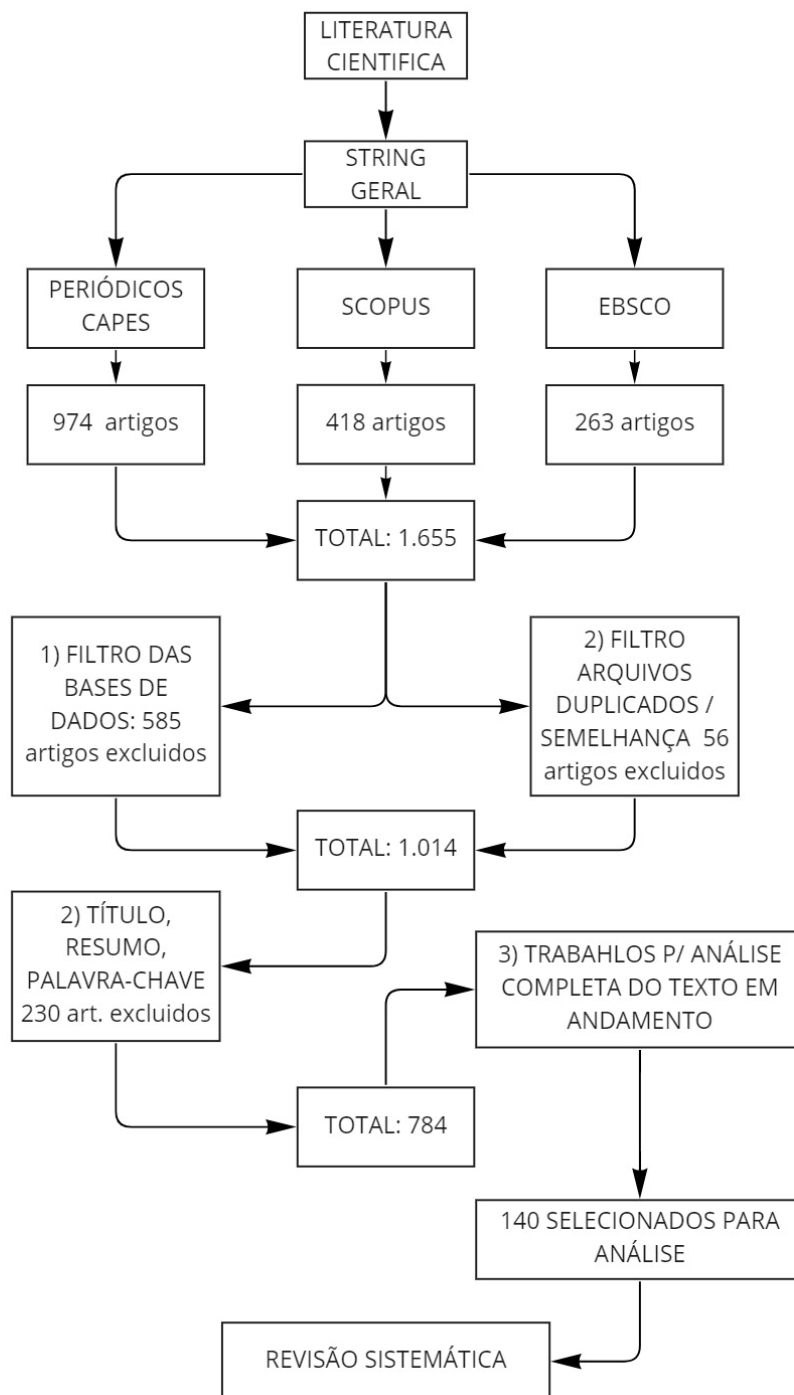 LITERATURA
CIENTIFICA
STRING
GERAL
PERIÓDICOS
CAPES
SCOPUS
EBSCO
974 artigos
418 artigos
263 artigos
TOTAL: 1.655
1) FILTRO DAS
BASES DE
DADOS: 585
artigos excluidos
2) FILTRO
ARQUIVOS
DUPLICADOS /
SEMELHANÇA 56
artigos excluidos
TOTAL: 1.014
2) TÍTULO,
RESUMO,
PALAVRA-CHAVE
230 art. excluidos
3) TRABAHLOS P/ ANÁLISE
COMPLETA DO TEXTO EM
ANDAMENTO
TOTAL: 784
140 SELECIONADOS PARA
ANÁLISE
REVISÃO SISTEMÁTICA